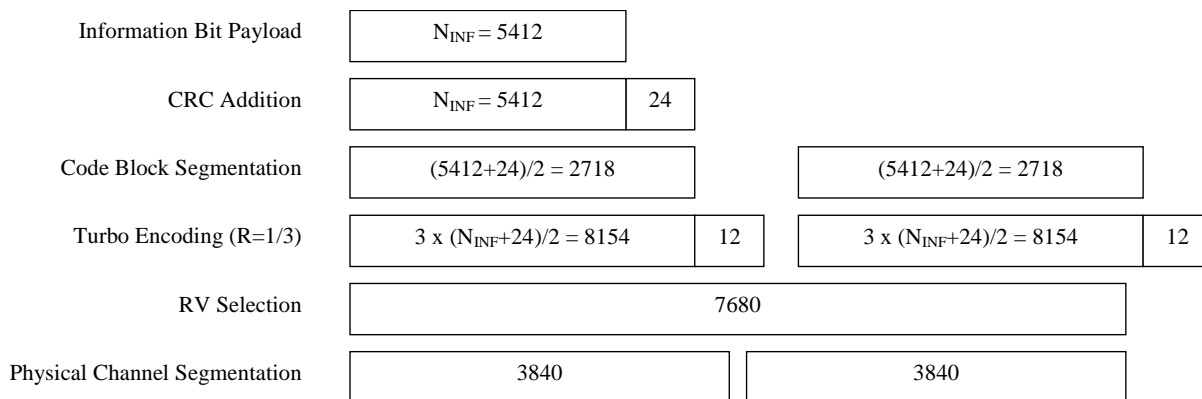 Information Bit Payload N_INF = 5412
CRC Addition N_INF = 5412 24
Code Block Segmentation (5412+24)/2 = 2718 (5412+24)/2 = 2718
Turbo Encoding (R=1/3) 3 x (N_INF+24)/2 = 8154 12 3 x (N_INF+24)/2 = 8154 12
RV Selection 7680
Physical Channel Segmentation 3840 3840